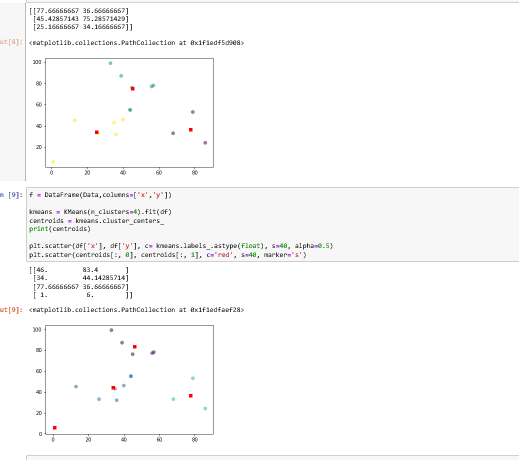 [[77.66666667 36.66666667]
[45.42857143 75.28571429]
[25.16666667 34.16666667]]
ut[6]: <matplotlib.collections.PathCollection at 0x1f1edf5d908>
100
80
60
40
20
0 20 40 60 80
n [9]: f = DataFrame(Data,columns=['x','y'])
kmeans = KMeans(n_clusters=4).fit(df)
centroids = kmeans.cluster_centers_
print(centroids)
plt.scatter(df['x'], df['y'], c= kmeans.labels_.astype(float), s=40, alpha=0.5)
plt.scatter(centroids[:, 0], centroids[:, 1], c='red', s=40, marker='s')
[[46. 83.4 ]
[34. 44.14285714]
[77.66666667 36.66666667]
[ 1. 6. ]]
ut[9]: <matplotlib.collections.PathCollection at 0x1f1edfaef28>
100
80
60
40
20
0
0 20 40 60 80